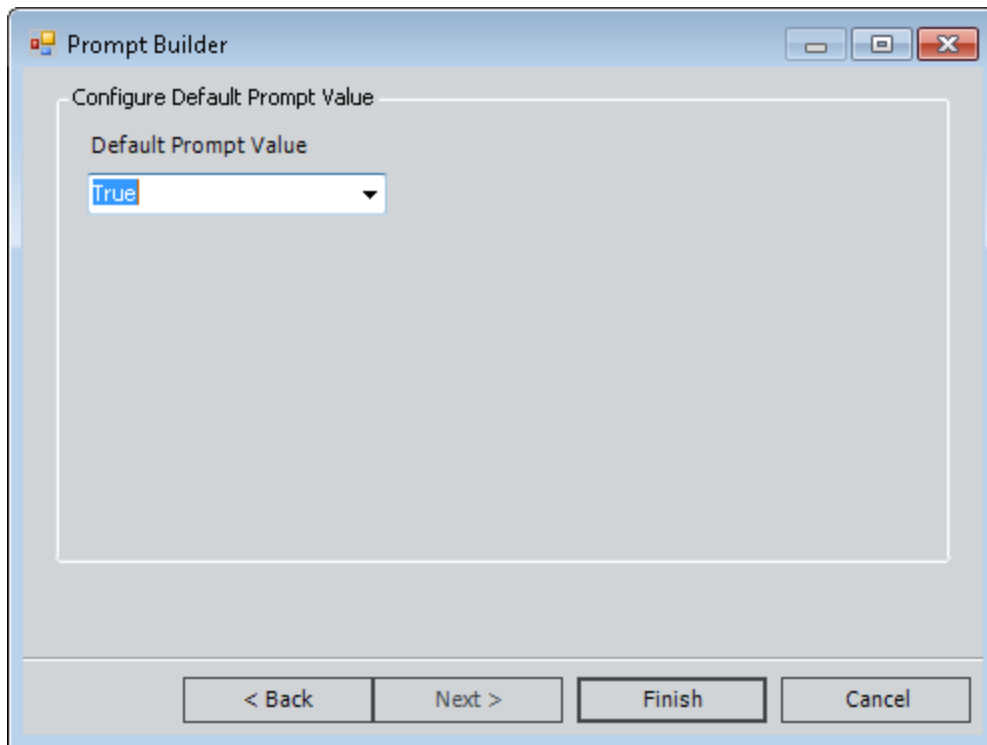 Prompt Builder
Configure Default Prompt Value
Default Prompt Value
True
< Back
Next >
Finish
Cancel